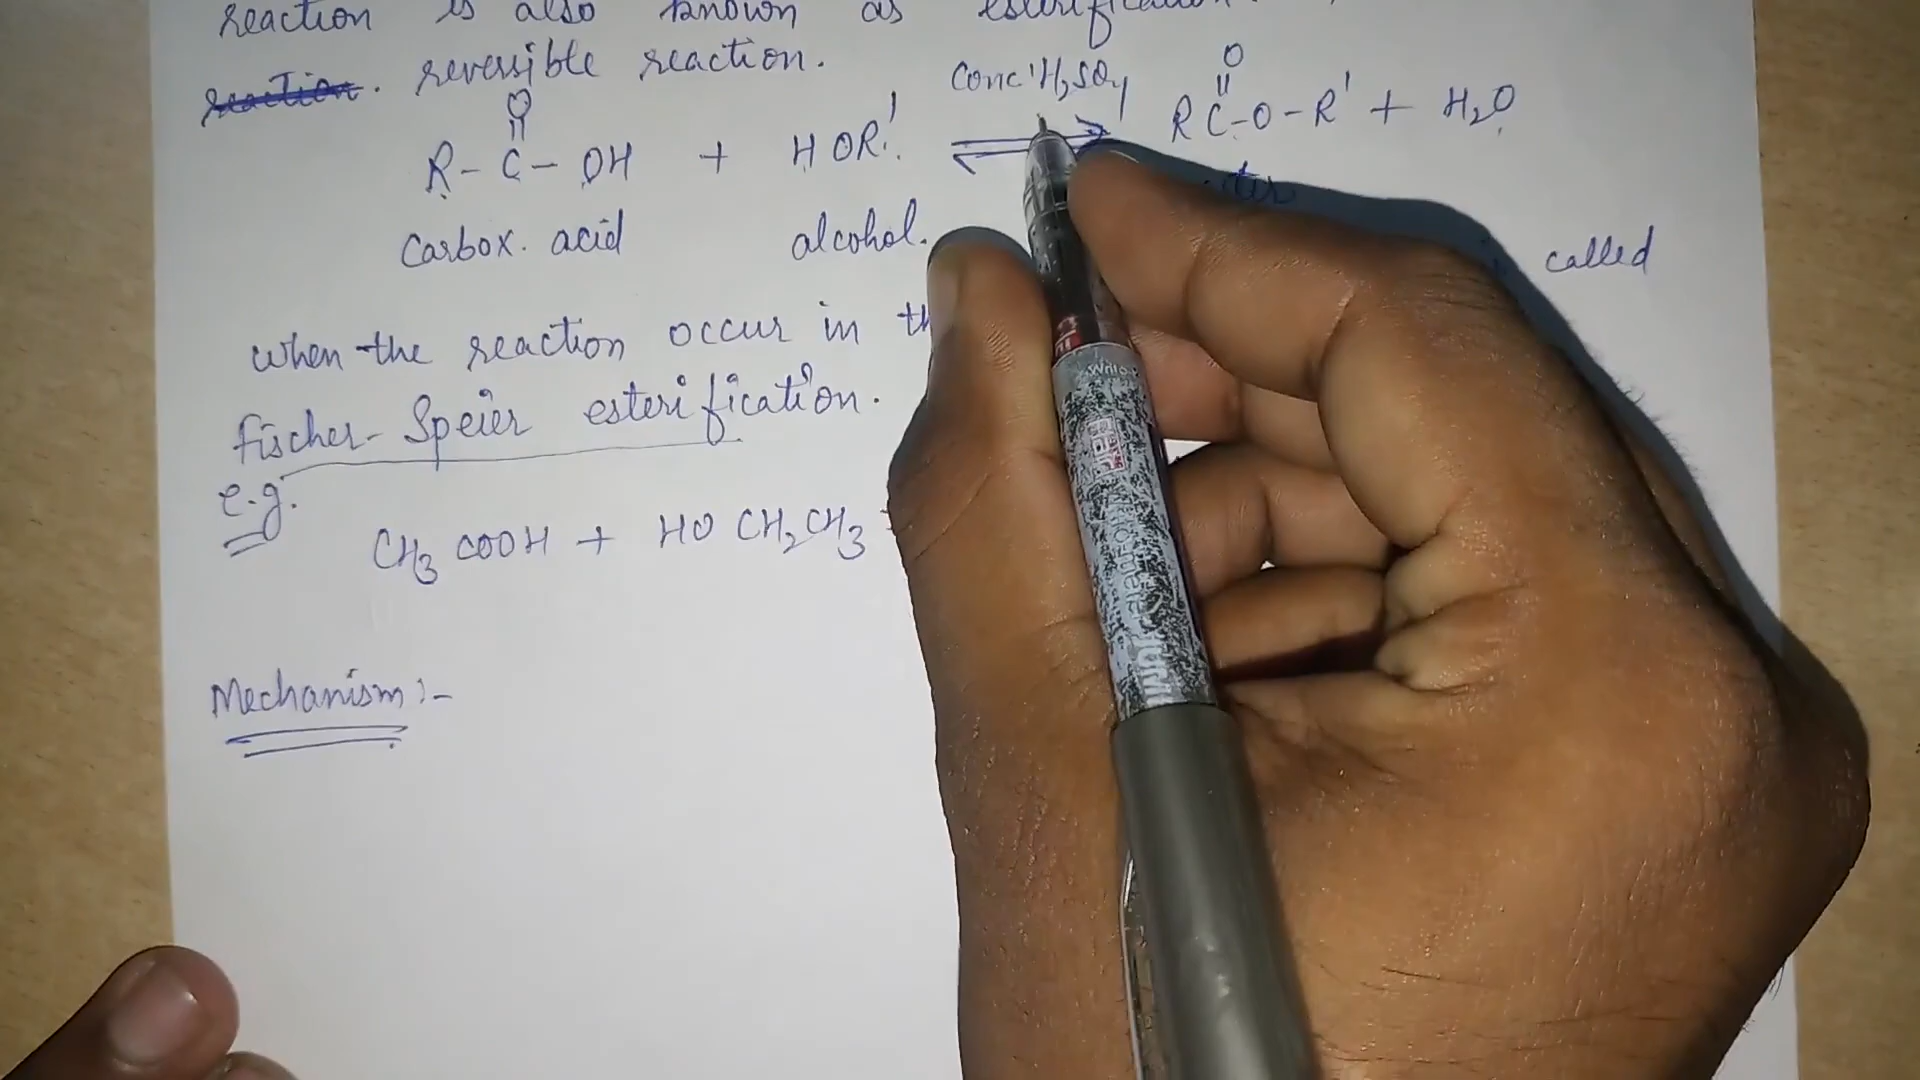 reaction is also known as esterification
reaction. reversible reaction.
O Conc. H2SO4 O
R - C - OH + HOR' ⇌ R C - O - R' + H2O
Carbox. acid alcohol.
called
when the reaction occur in
fischer - Speier esterification.
e.g.
CH3 COOH + HO CH2CH3
Mechanism :-